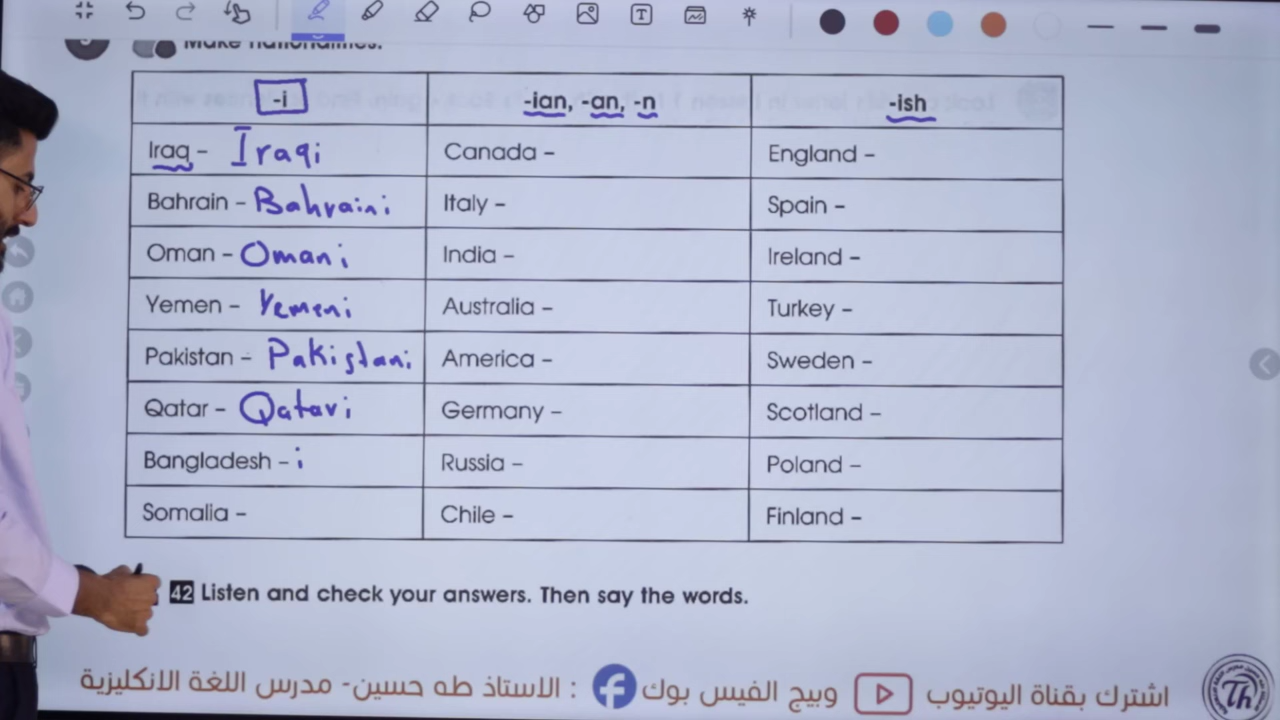 Make nationalities.
-i -ian, -an, -n -ish
Iraq - Iraqi Canada - England -
Bahrain - Bahraini Italy - Spain -
Oman - Omani India - Ireland -
Yemen - Yemeni Australia - Turkey -
Pakistan - Pakistani America - Sweden -
Qatar - Qatari Germany - Scotland -
Bangladesh - i Russia - Poland -
Somalia - Chile - Finland -
42 Listen and check your answers. Then say the words.
اشترك بقناة اليوتيوب وبيج الفيس بوك : الاستاذ طه حسين- مدرس اللغة الانكليزية
Th